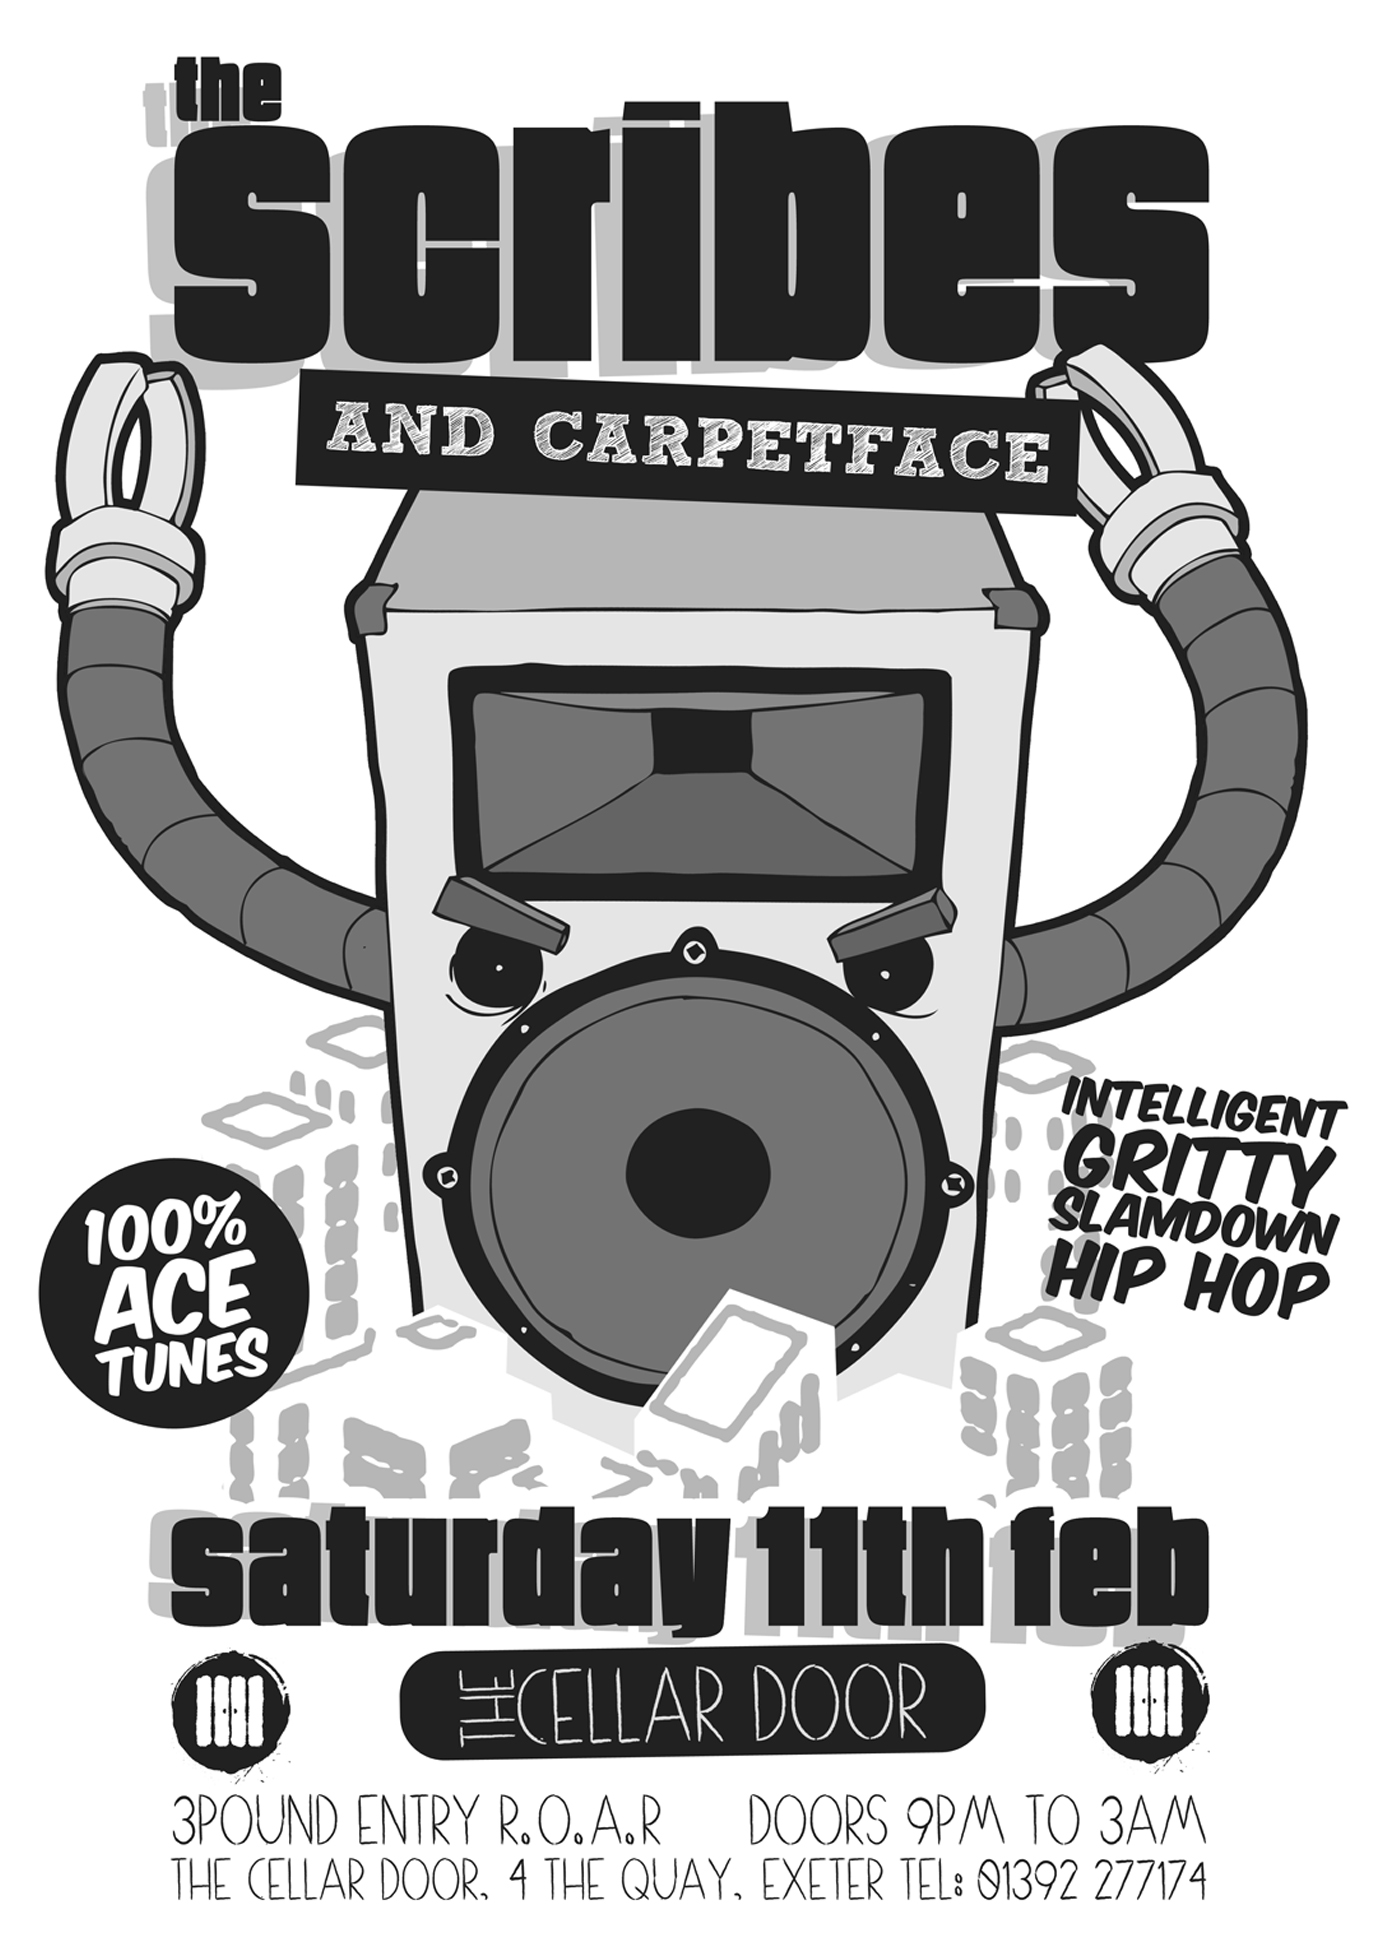 the
scribes
AND CARPETFACE
INTELLIGENT
GRITTY
SLAMDOWN
HIP HOP
100%
ACE
TUNES
saturday 11th feb
THE CELLAR DOOR
3POUND ENTRY R.O.A.R DOORS 9PM TO 3AM
THE CELLAR DOOR, 4 THE QUAY, EXETER TEL: 01392 277174